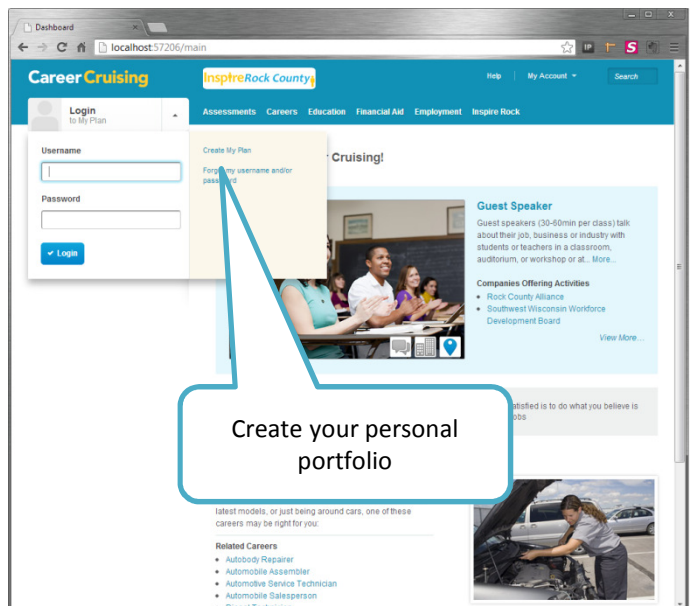 Dashboard
localhost:57206/main
Career Cruising
InspireRock County
Help
My Account
Search
Login
to My Plan
Assessments Careers Education Financial Aid Employment Inspire Rock
Username
Create My Plan
Cruising!
my username and/or
Password
Login
Guest Speaker
Guest speakers (30-60min per class) talk
about their job, business or industry with
students or teachers in a classroom,
auditorium, or workshop or at... More...
Companies Offering Activities
Rock County Alliance
Southwest Wisconsin Workforce
Development Board
View More...
is to do what you believe is
Create your personal
portfolio
latest models, or just being around cars, one of these
careers may be right for you:
Related Careers
Autobody Repairer
Automobile Assembler
Automotive Service Technician
Automobile Salesperson